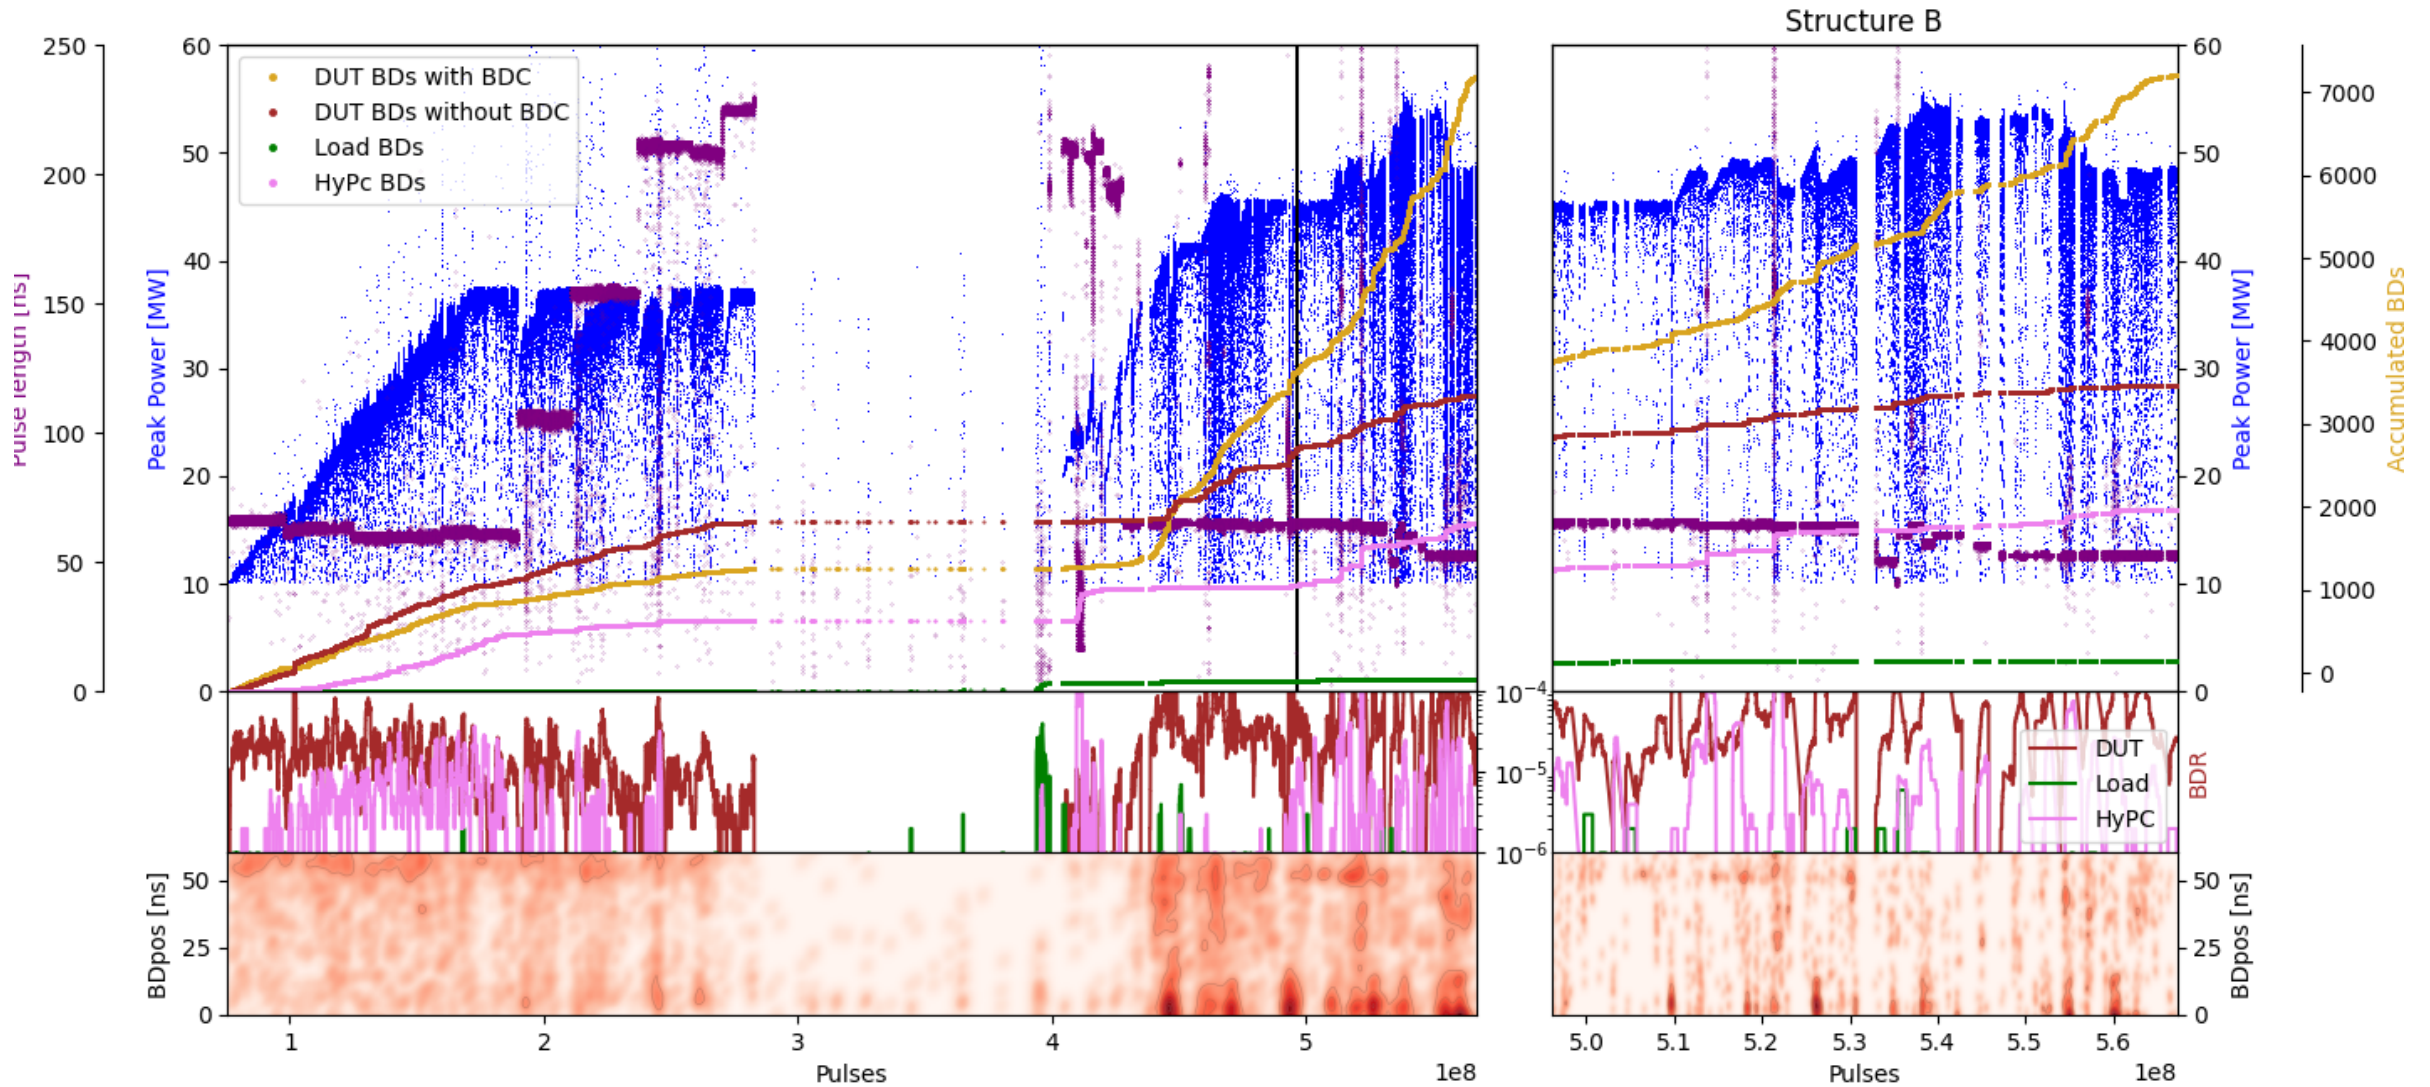 Structure B
250
200
150
100
50
0
Pulse length [ns]
60
50
40
30
20
10
0
Peak Power [MW]
DUT BDs with BDC
DUT BDs without BDC
Load BDs
HyPc BDs
60
50
40
30
20
10
0
Peak Power [MW]
7000
6000
5000
4000
3000
2000
1000
0
Accumulated BDs
10⁻⁴
10⁻⁵
10⁻⁶
DUT
Load
HyPC
BDR
50
25
0
BDpos [ns]
50
25
0
BDpos [ns]
1 2 3 4 5
Pulses
1e8
5.0 5.1 5.2 5.3 5.4 5.5 5.6
Pulses
1e8